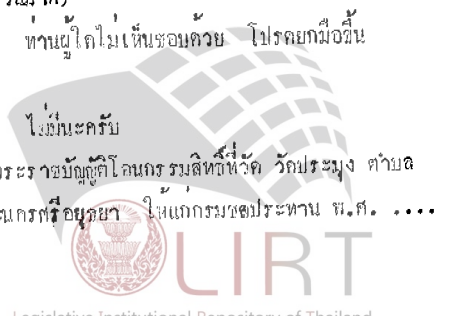 ท่านผู้ใดไม่เห็นชอบด้วย โปรดยกมือขึ้น
ไม่มีนะครับ
พระราชบัญญัติโอนกรรมสิทธิ์ที่วัด วัดประมุง ตำบล
ะนครศรีอยุธยา ให้แก่กรมชลประทาน พ.ศ. ....
LIRT
Legislative Institutional Repository of Thailand